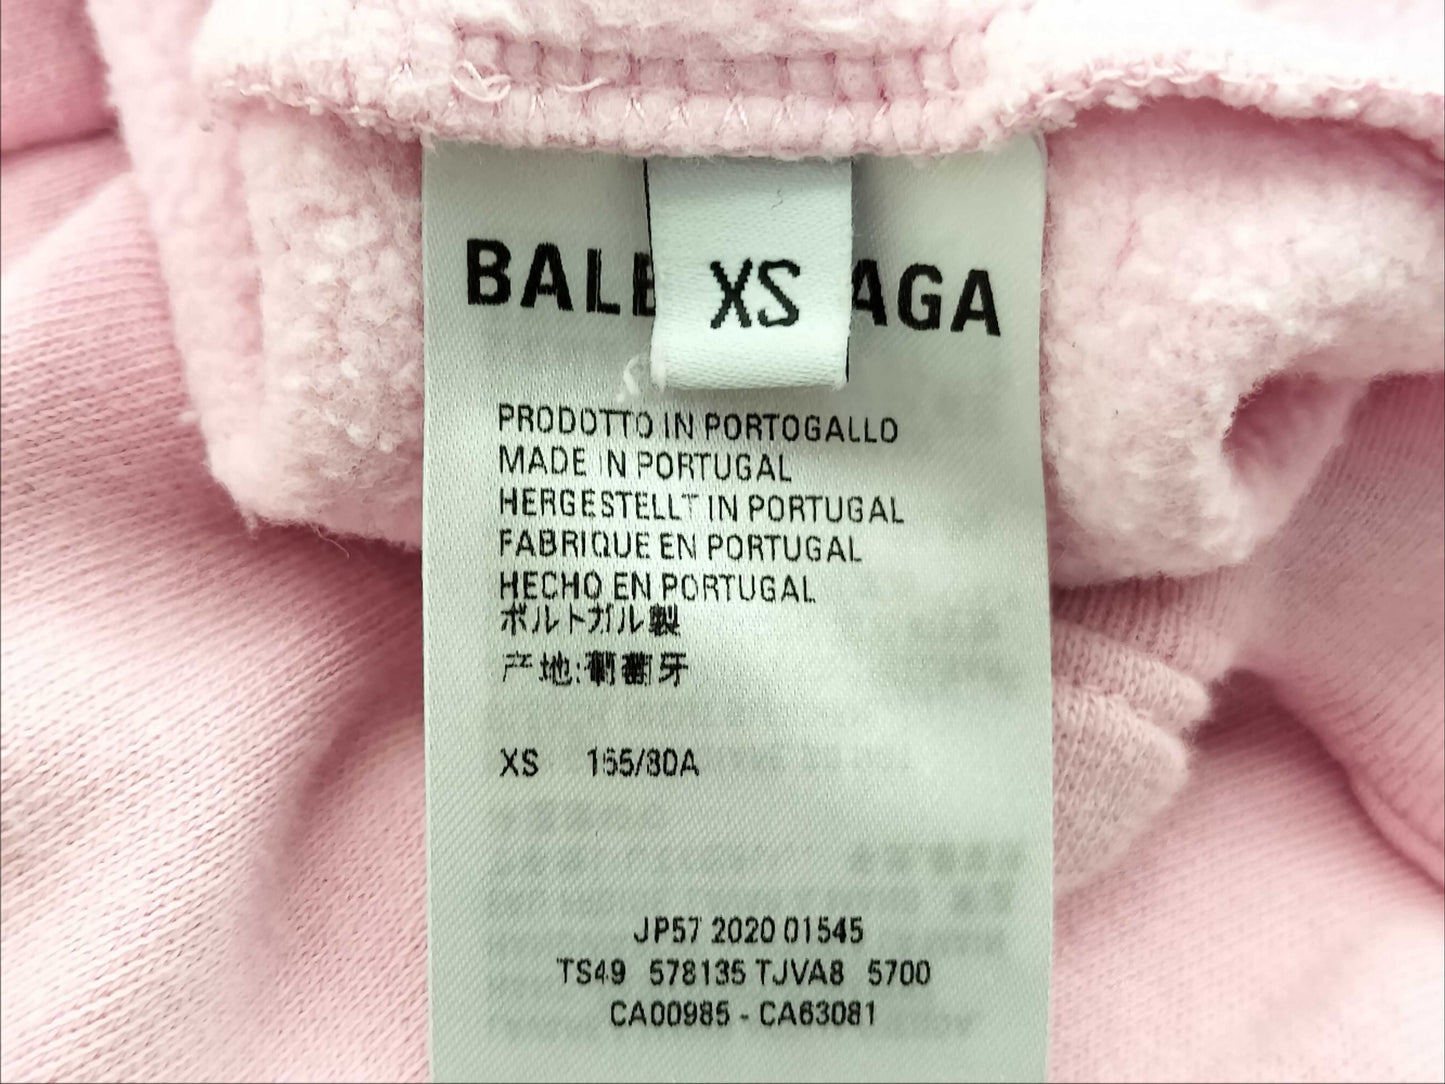 BALE AGA
XS
PRODOTTO IN PORTOGALLO
MADE IN PORTUGAL
HERGESTELLT IN PORTUGAL
FABRIQUE EN PORTUGAL
HECHO EN PORTUGAL
ポルトガル製
产地:葡萄牙
XS 165/80A
JP57 2020 01545
TS49 578135 TJVA8 5700
CA00985 - CA63081